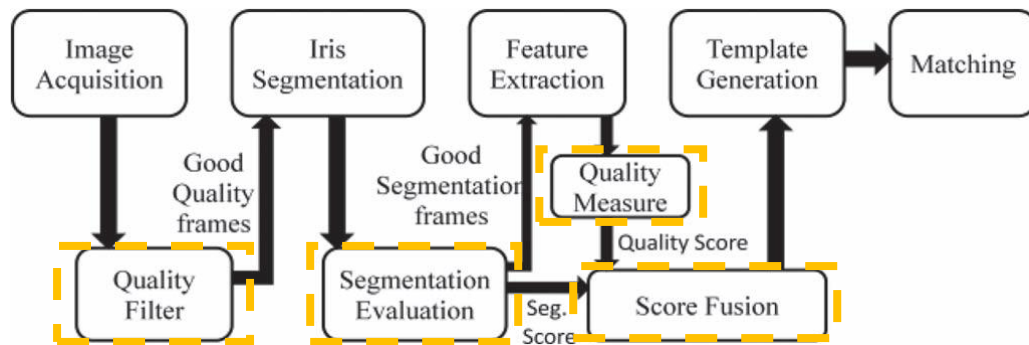 Image
Acquisition
Iris
Segmentation
Feature
Extraction
Template
Generation
Matching
Good
Quality
frames
Good
Segmentation
frames
Quality
Measure
Quality Score
Quality
Filter
Segmentation
Evaluation
Seg.
Score
Score Fusion